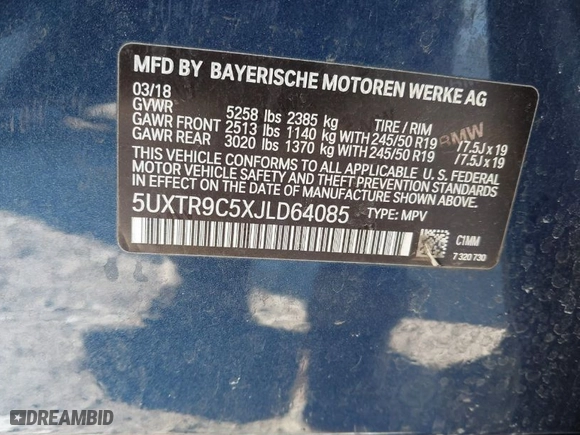 MFD BY BAYERISCHE MOTOREN WERKE AG
03/18
GVWR 5258 lbs 2385 kg TIRE / RIM
GAWR FRONT 2513 lbs 1140 kg WITH 245/50 R19 /7.5J x 19
GAWR REAR 3020 lbs 1370 kg WITH 245/50 R19 /7.5J x 19
BMW
THIS VEHICLE CONFORMS TO ALL APPLICABLE U. S. FEDERAL
MOTOR VEHICLE SAFETY, BUMPER, AND
THEFT PREVENTION STANDARDS IN
EFFECT ON THE DATE OF MANUFACTURE SHOWN ABOVE.
5UXTR9C5XJLD64085 TYPE: MPV
C1MM
7 320 730
DREAMBID